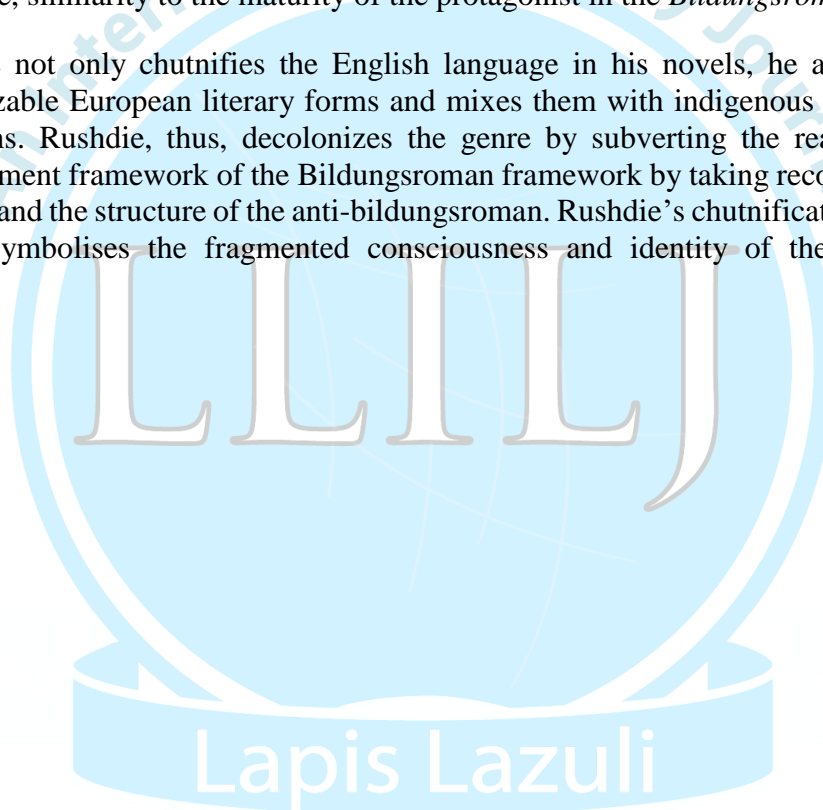 e, similarity to the maturity of the protagonist in the Bildungsrom
not only chutnifies the English language in his novels, he a
zable European literary forms and mixes them with indigenous
ns. Rushdie, thus, decolonizes the genre by subverting the rea
ment framework of the Bildungsroman framework by taking reco
and the structure of the anti-bildungsroman. Rushdie's chutnificat
ymbolises the fragmented consciousness and identity of the
LLILJ
Lapis Lazuli